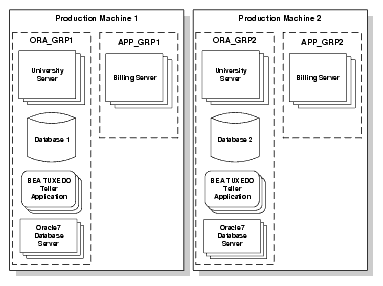 Production Machine 1
ORA_GRP1
APP_GRP1
University
Server
Billing Server
Database 1
BEA TUXEDO
Teller
Application
Oracle7
Database
Server
Production Machine 2
ORA_GRP2
APP_GRP2
University
Server
Billing Server
Database 2
BEA TUXEDO
Teller
Application
Oracle7
Database
Server